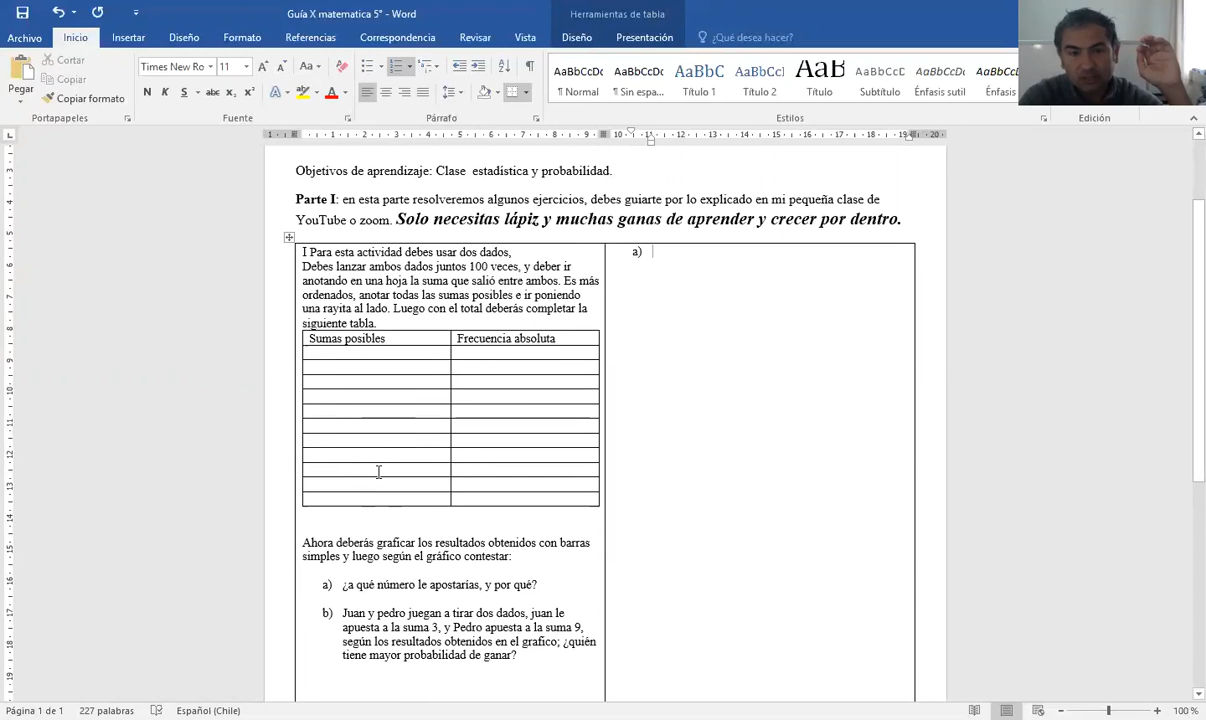 Guía X matematica 5° - Word
Herramientas de tabla
Archivo Inicio Insertar Diseño Formato Referencias Correspondencia Revisar Vista Diseño Presentación ¿Qué desea hacer?
Pegar
Cortar
Copiar
Copiar formato
Times New Ro 11
N K S abc x₂ x²
Aa
AaBbCcDc AaBbCcDc AaBbC AaBbCcD AaB AaBbCcD AaBbCcDt AaBbCcDt
¶ Normal ¶ Sin espa... Título 1 Título 2 Título Subtítulo Énfasis sutil Énfasis
Portapapeles Fuente Párrafo Estilos Edición
Objetivos de aprendizaje: Clase estadística y probabilidad.
Parte I: en esta parte resolveremos algunos ejercicios, debes guiarte por lo explicado en mi pequeña clase de
YouTube o zoom. Solo necesitas lápiz y muchas ganas de aprender y crecer por dentro.
I Para esta actividad debes usar dos dados,
Debes lanzar ambos dados juntos 100 veces, y deber ir
anotando en una hoja la suma que salió entre ambos. Es más
ordenados, anotar todas las sumas posibles e ir poniendo
una rayita al lado. Luego con el total deberás completar la
siguiente tabla.
Sumas posibles Frecuencia absoluta
Ahora deberás graficar los resultados obtenidos con barras
simples y luego según el gráfico contestar:
a) ¿a qué número le apostarías, y por qué?
b) Juan y pedro juegan a tirar dos dados, juan le
apuesta a la suma 3, y Pedro apuesta a la suma 9,
según los resultados obtenidos en el grafico; ¿quién
tiene mayor probabilidad de ganar?
a)
Página 1 de 1 227 palabras Español (Chile) 100 %